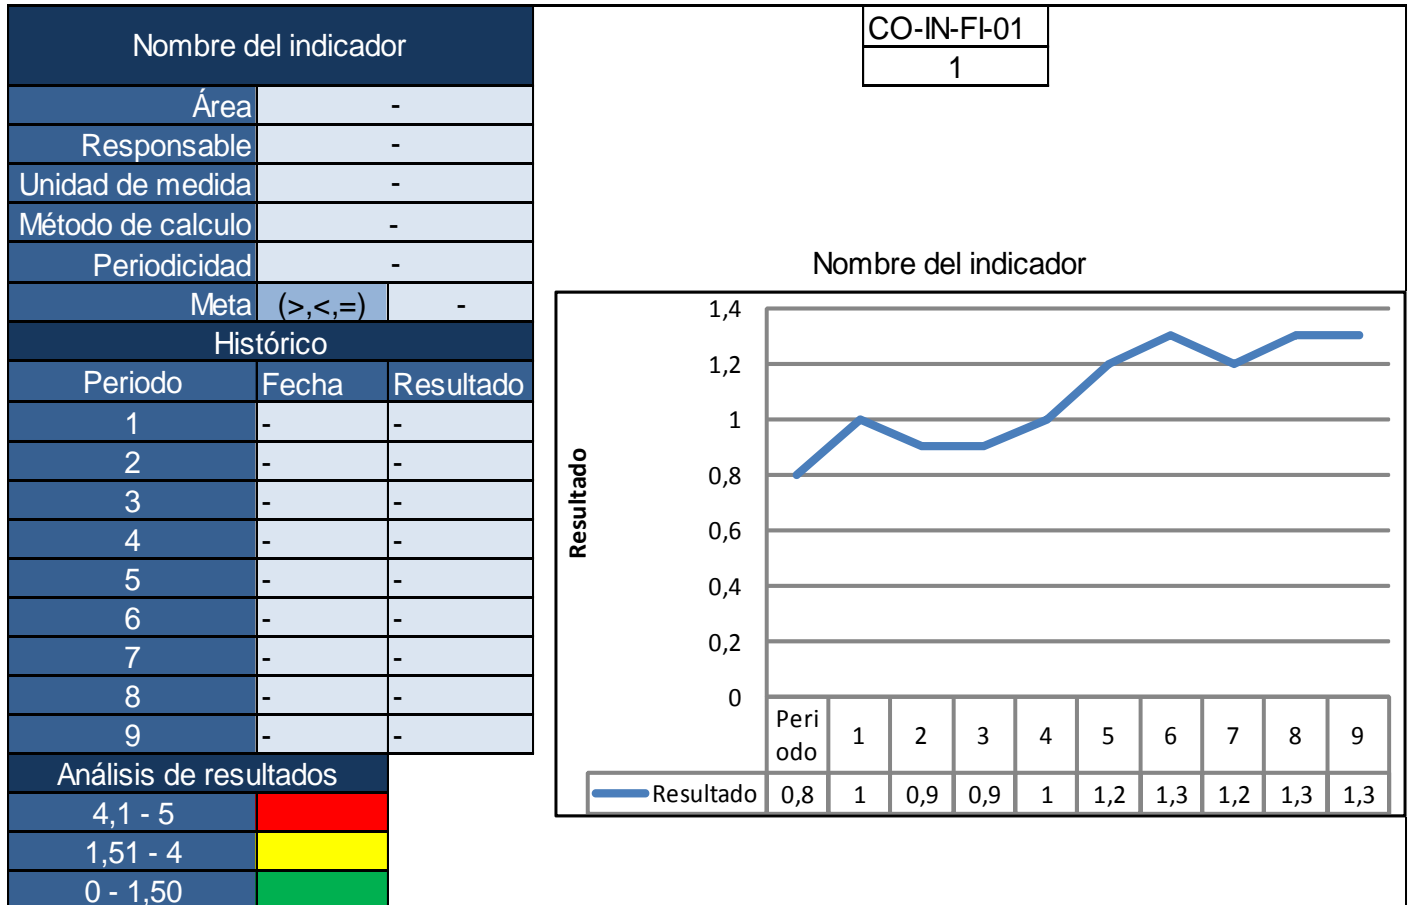 Nombre del indicador
CO-IN-FI-01
1
Área -
Responsable -
Unidad de medida -
Método de calculo -
Periodicidad -
Meta (>,<,=) -
Histórico
Periodo Fecha Resultado
1 - -
2 - -
3 - -
4 - -
5 - -
6 - -
7 - -
8 - -
9 - -
Análisis de resultados
4,1 - 5
1,51 - 4
0 - 1,50
Nombre del indicador
Resultado
1,4
1,2
1
0,8
0,6
0,4
0,2
0
Peri
odo 1 2 3 4 5 6 7 8 9
Resultado 0,8 1 0,9 0,9 1 1,2 1,3 1,2 1,3 1,3